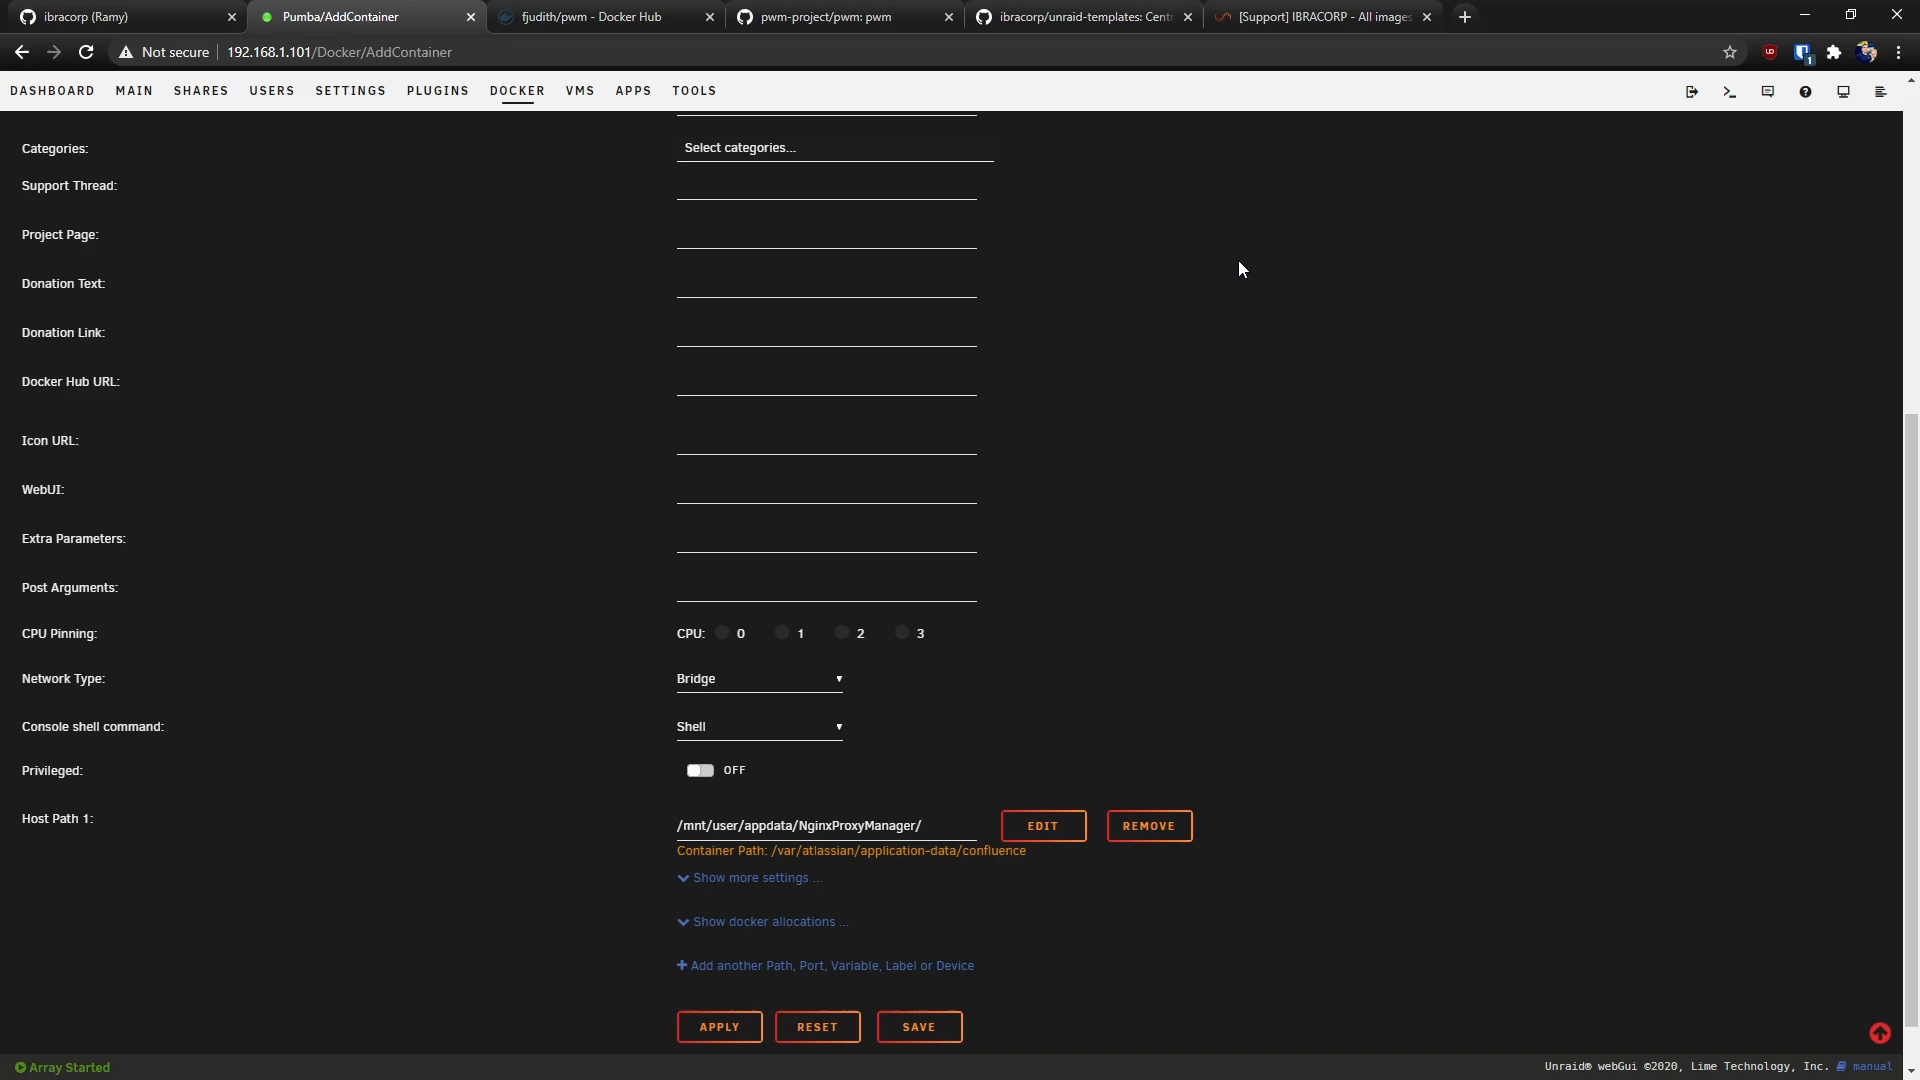 ibracorp (Ramy)
Pumba/AddContainer
fjudith/pwm - Docker Hub
pwm-project/pwm: pwm
ibracorp/unraid-templates: Centr
[Support] IBRACORP - All images
Not secure
192.168.1.101/Docker/AddContainer
UD
1
DASHBOARD MAIN SHARES USERS SETTINGS PLUGINS DOCKER VMS APPS TOOLS
Categories:
Select categories...
Support Thread:
Project Page:
Donation Text:
Donation Link:
Docker Hub URL:
Icon URL:
WebUI:
Extra Parameters:
Post Arguments:
CPU Pinning:
CPU: 0 1 2 3
Network Type:
Bridge
Console shell command:
Shell
Privileged:
OFF
Host Path 1:
/mnt/user/appdata/NginxProxyManager/
EDIT
REMOVE
Container Path: /var/atlassian/application-data/confluence
Show more settings ...
Show docker allocations ...
Add another Path, Port, Variable, Label or Device
APPLY
RESET
SAVE
Array Started
Unraid® webGui ©2020, Lime Technology, Inc. manual